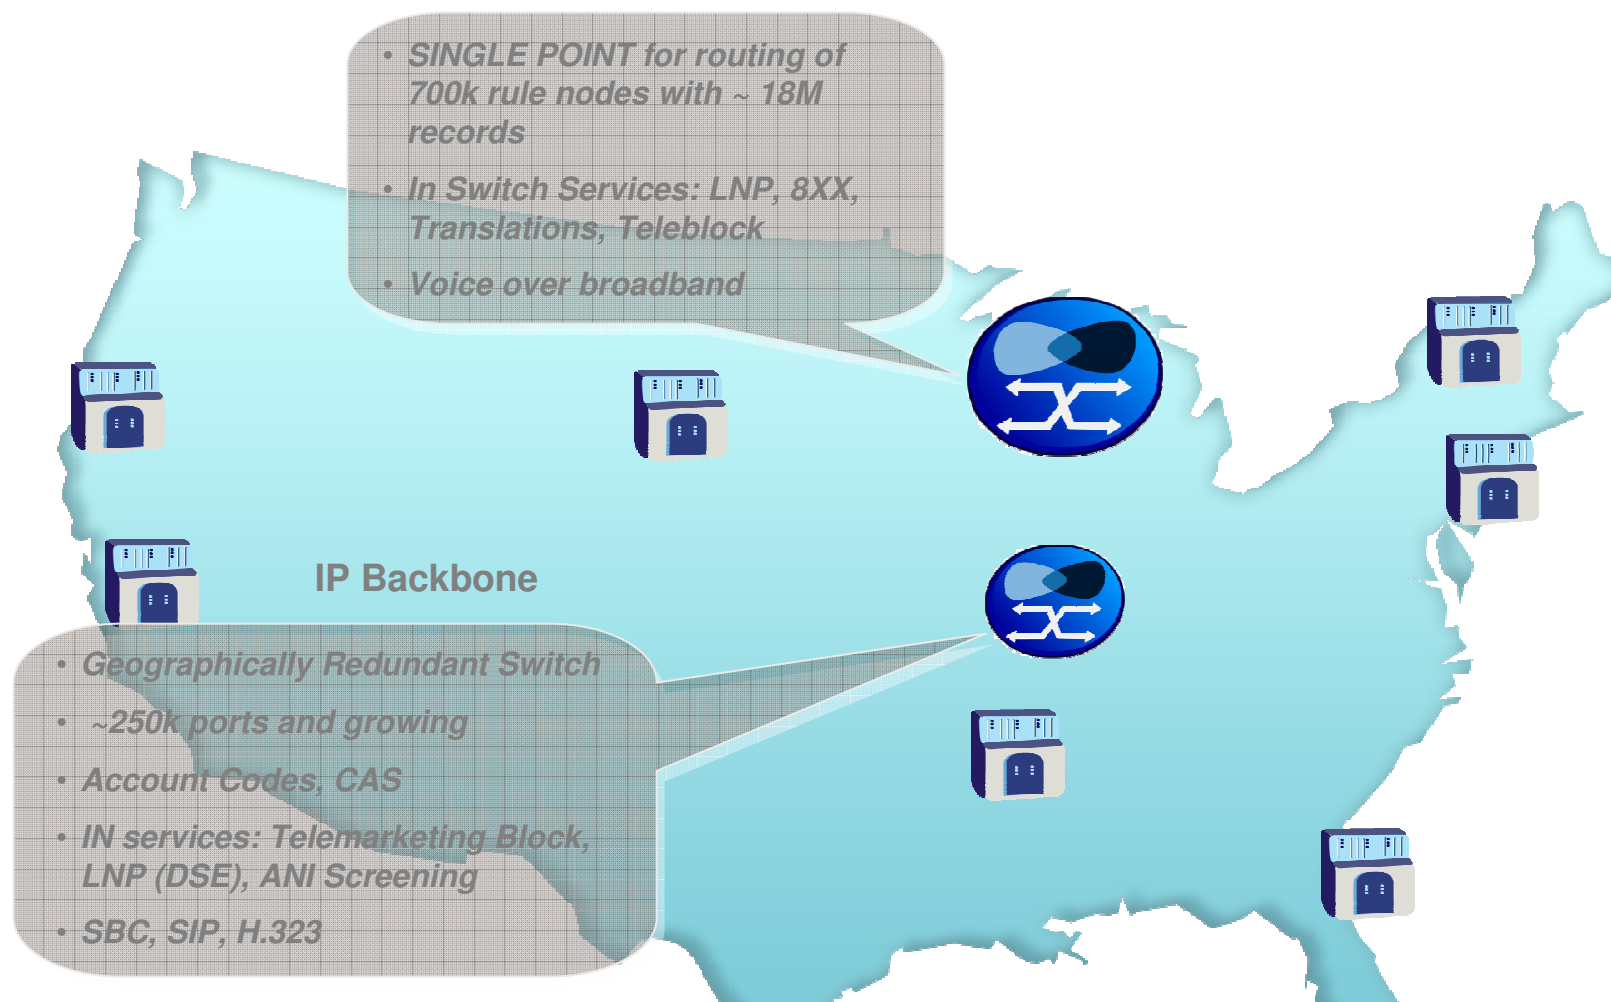 • SINGLE POINT for routing of
700k rule nodes with ~ 18M
records
• In Switch Services: LNP, 8XX,
Translations, Teleblock
• Voice over broadband
IP Backbone
• Geographically Redundant Switch
• ~250k ports and growing
• Account Codes, CAS
• IN services: Telemarketing Block,
LNP (DSE), ANI Screening
• SBC, SIP, H.323